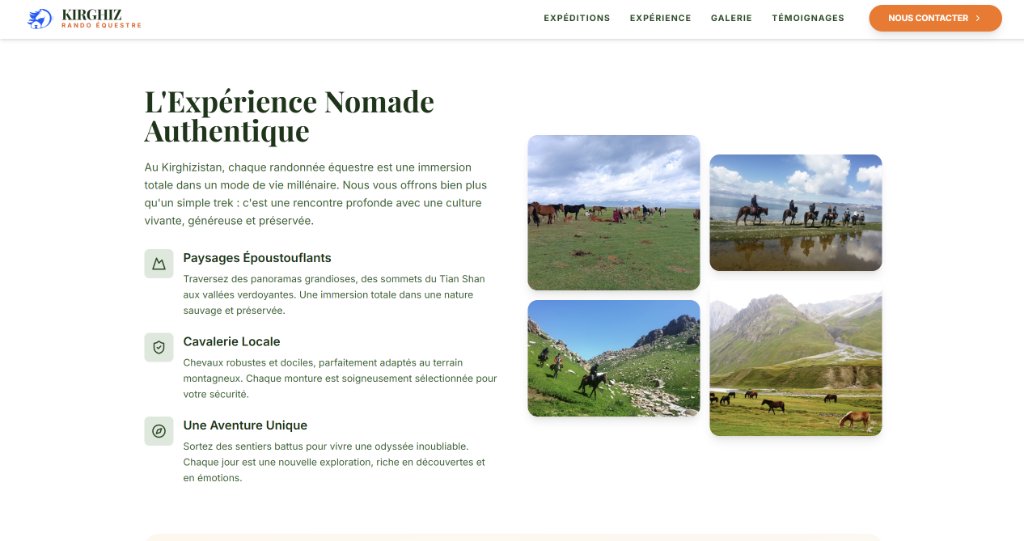 KIRGHIZ
RANDO ÉQUESTRE
EXPÉDITIONS
EXPÉRIENCE
GALERIE
TÉMOIGNAGES
NOUS CONTACTER
L'Expérience Nomade
Authentique
Au Kirghizistan, chaque randonnée équestre est une immersion
totale dans un mode de vie millénaire. Nous vous offrons bien plus
qu'un simple trek : c'est une rencontre profonde avec une culture
vivante, généreuse et préservée.
Paysages Époustouflants
Traversez des panoramas grandioses, des sommets du Tian Shan
aux vallées verdoyantes. Une immersion totale dans une nature
sauvage et préservée.
Cavalerie Locale
Chevaux robustes et dociles, parfaitement adaptés au terrain
montagneux. Chaque monture est soigneusement sélectionnée pour
votre sécurité.
Une Aventure Unique
Sortez des sentiers battus pour vivre une odyssée inoubliable.
Chaque jour est une nouvelle exploration, riche en découvertes et
en émotions.